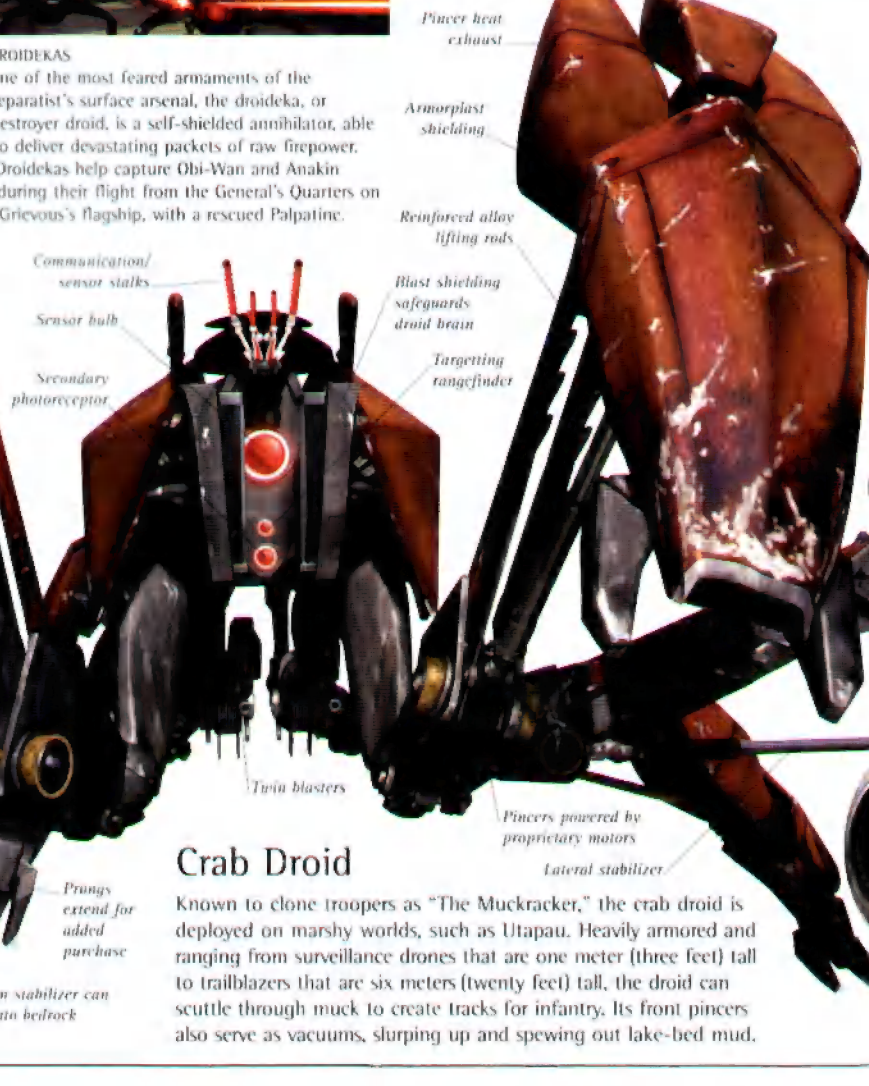 ROIDEKAS
ne of the most feared armaments of the
eparatist's surface arsenal, the droideka, or
estroyer droid, is a self-shielded annihilator, able
o deliver devastating packets of raw firepower.
Droidekas help capture Obi-Wan and Anakin
during their flight from the General's Quarters on
Grievous's flagship, with a rescued Palpatine.
Pincer heat
exhaust
Armorplast
shielding
Reinforced alloy
lifting rods
Communication/
sensor stalks
Sensor bulb
Secondary
photoreceptor
Blast shielding
safeguards
droid brain
Targetting
rangefinder
Twin blasters
Pincers powered by
proprietary motors
Lateral stabilizer
Prongs
extend for
added
purchase
n stabilizer can
nto bedrock
Crab Droid
Known to clone troopers as "The Muckracker," the crab droid is
deployed on marshy worlds, such as Utapau. Heavily armored and
ranging from surveillance drones that are one meter (three feet) tall
to trailblazers that are six meters (twenty feet) tall, the droid can
scuttle through muck to create tracks for infantry. Its front pincers
also serve as vacuums, slurping up and spewing out lake-bed mud.